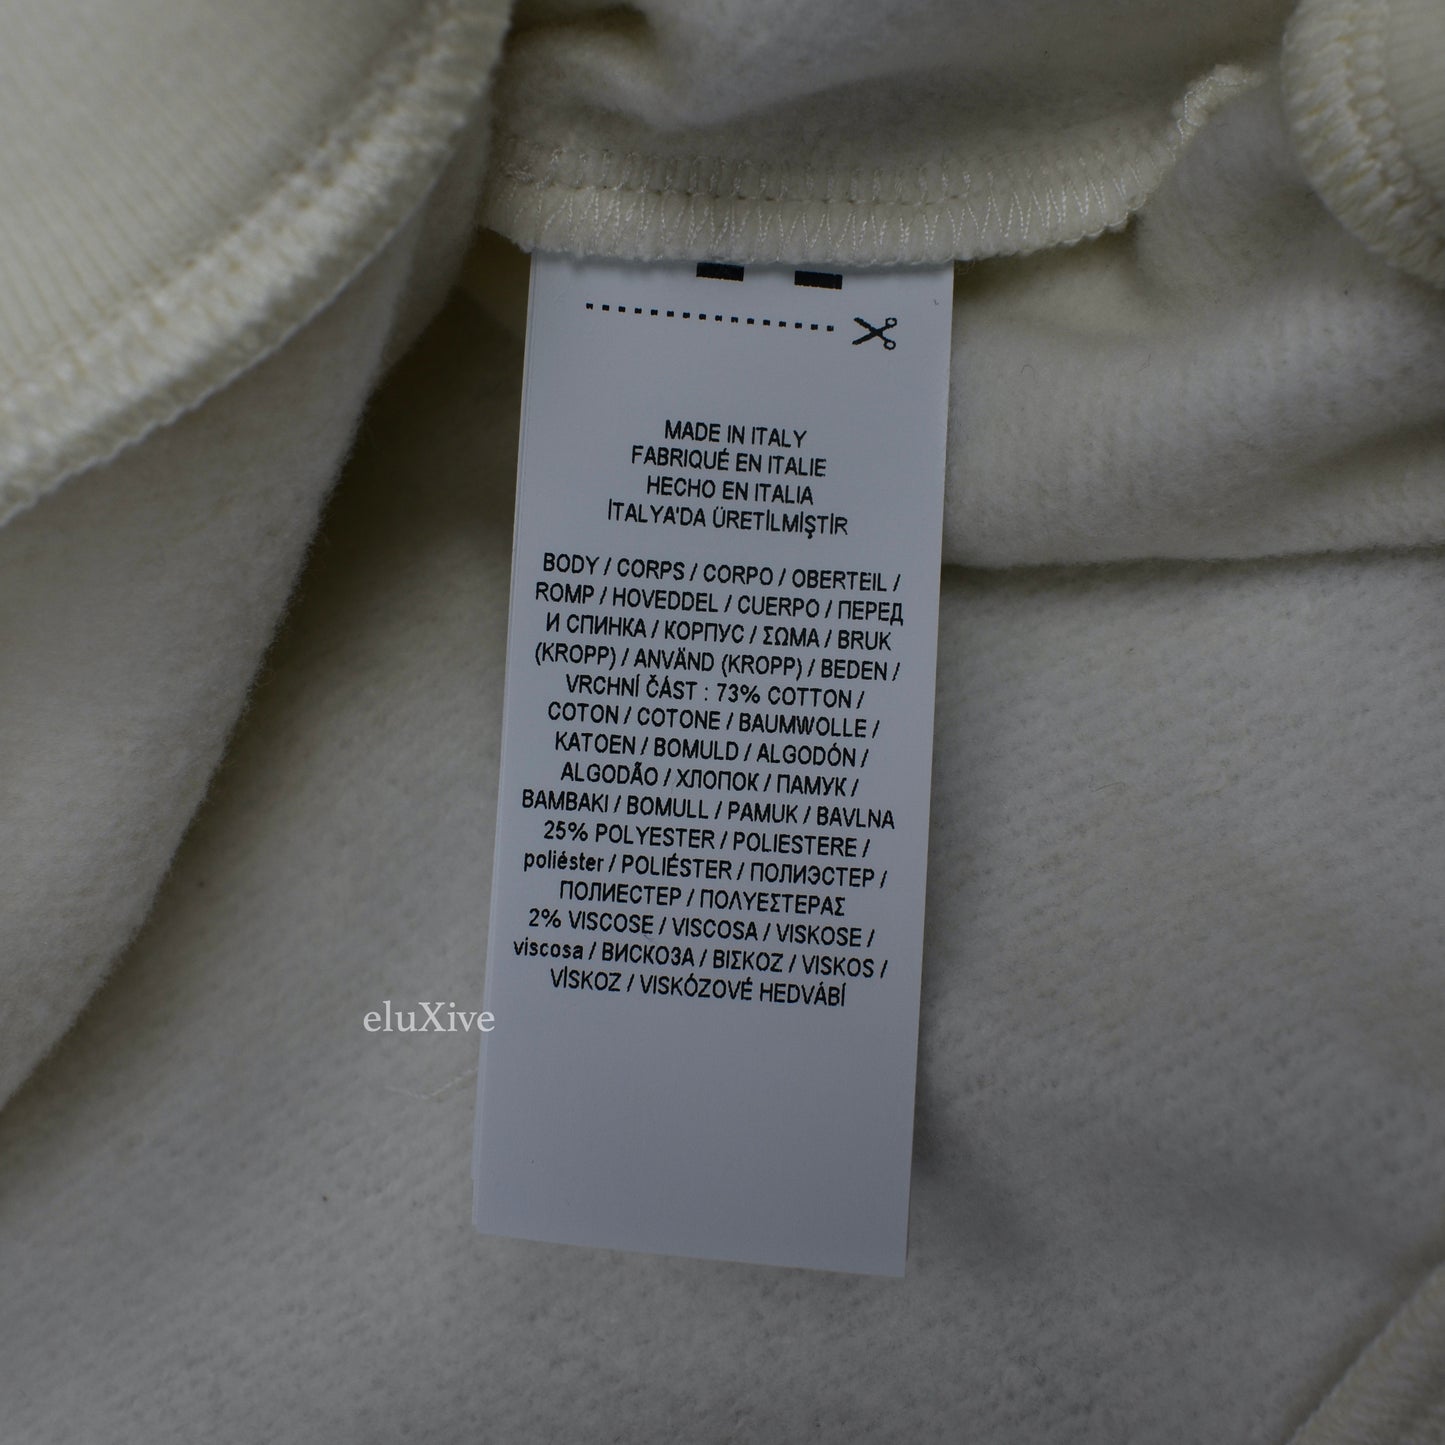 MADE IN ITALY
FABRIQUÉ EN ITALIE
HECHO EN ITALIA
İTALYA'DA ÜRETİLMİŞTİR
BODY / CORPS / CORPO / OBERTEIL /
ROMP / HOVEDDEL / CUERPO / ПЕРЕД
И СПИНКА / КОРПУС / ΣΩΜΑ / BRUK
(KROPP) / ANVÄND (KROPP) / BEDEN /
VRCHNÍ ČÁST : 73% COTTON /
COTON / COTONE / BAUMWOLLE /
KATOEN / BOMULD / ALGODÓN /
ALGODÃO / ХЛОПОК / ПАМУК /
BAMBAKI / BOMULL / PAMUK / BAVLNA
25% POLYESTER / POLIESTERE /
poliéster / POLIÉSTER / ПОЛИЭСТЕР /
ПОЛИЕСТЕР / ΠΟΛΥΕΣΤΕΡΑΣ
2% VISCOSE / VISCOSA / VISKOSE /
viscosa / ВИСКОЗА / ΒΙΣΚΟΖ / VISKOS /
VİSKOZ / VISKÓZOVÉ HEDVÁBÍ
eluXive